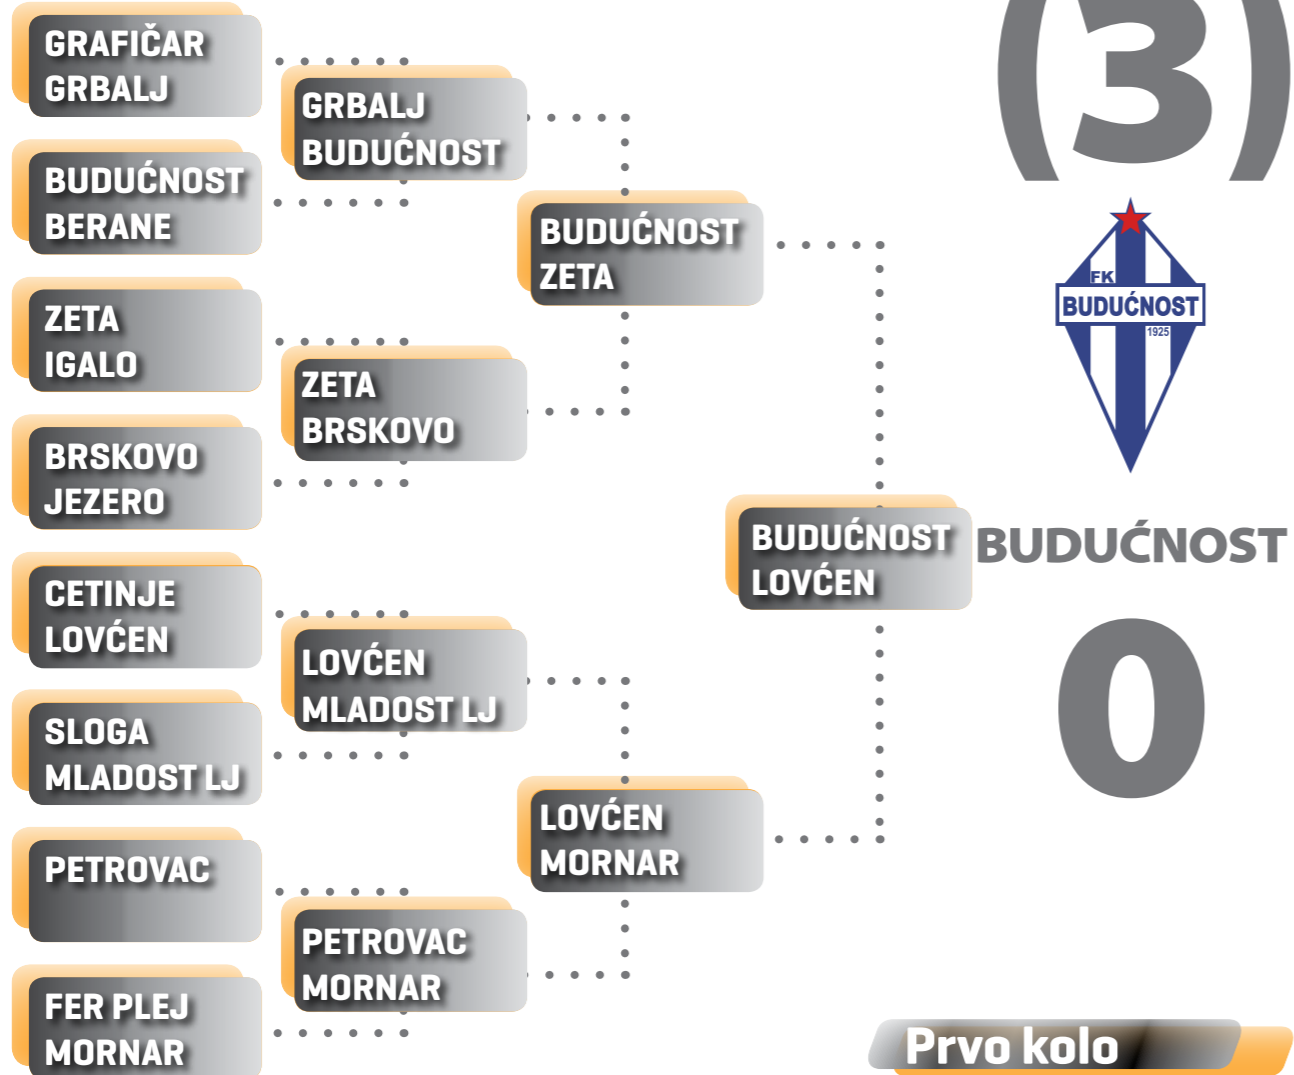 GRAFIČAR
GRBALJ
BUDUĆNOST
BERANE
ZETA
IGALO
BRSKOVO
JEZERO
CETINJE
LOVĆEN
SLOGA
MLADOST LJ
PETROVAC
FER PLEJ
MORNAR
GRBALJ
BUDUĆNOST
ZETA
BRSKOVO
LOVĆEN
MLADOST LJ
PETROVAC
MORNAR
BUDUĆNOST
ZETA
LOVĆEN
MORNAR
BUDUĆNOST
LOVĆEN
(3)
FK
BUDUĆNOST
1925
BUDUĆNOST
0
Prvo kolo